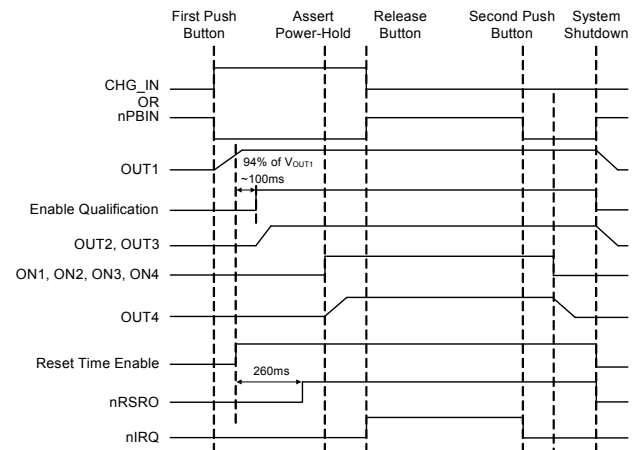 First Push
Button
Assert
Power-Hold
Release
Button
Second Push
Button
System
Shutdown
CHG_IN
OR
nPBIN
OUT1
94% of VOUT1
~100ms
Enable Qualification
OUT2, OUT3
ON1, ON2, ON3, ON4
OUT4
Reset Time Enable
260ms
nRSRO
nIRQ